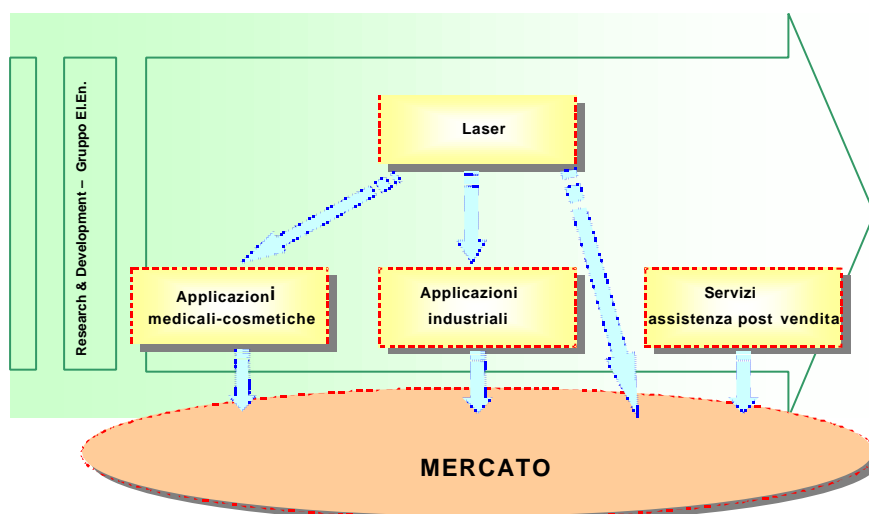 Research & Development – Gruppo El.En.
Laser
Applicazioni
medicali-cosmetiche
Applicazioni
industriali
Servizi
assistenza post vendita
MERCATO